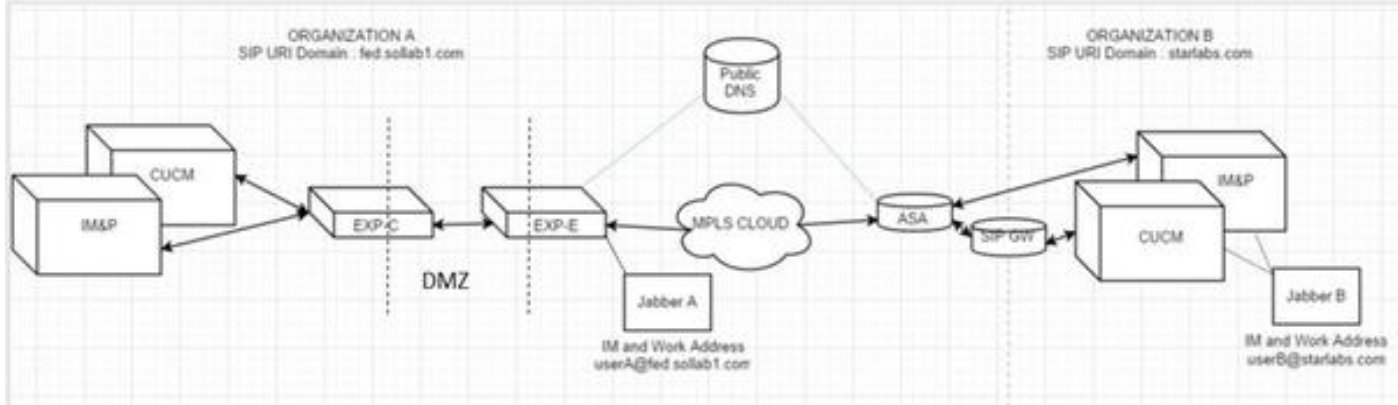 ORGANIZATION A
SIP URI Domain : fed.sollab1.com
ORGANIZATION B
SIP URI Domain : starlabs.com
Public
DNS
CUCM
IM&P
EXP-C
EXP-E
MPLS CLOUD
ASA
SIP GW
IM&P
CUCM
DMZ
Jabber A
IM and Work Address
userA@fed.sollab1.com
Jabber B
IM and Work Address
userB@starlabs.com